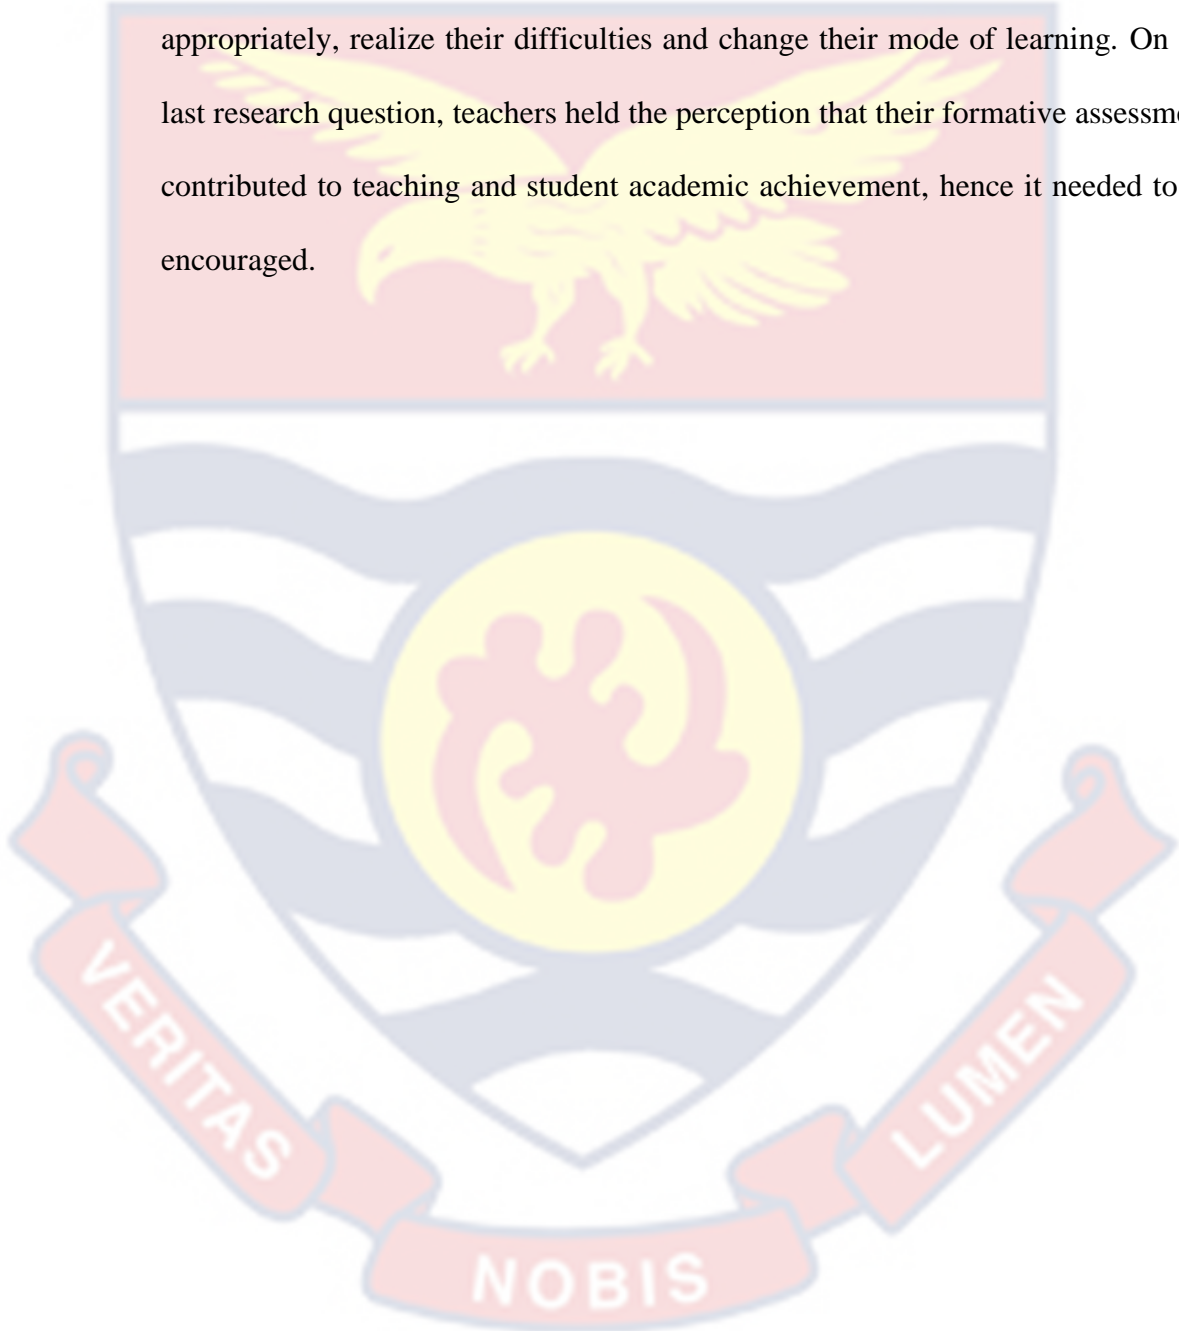 appropriately, realize their difficulties and change their mode of learning. On
last research question, teachers held the perception that their formative
contributed to teaching and student academic achievement, hence it needed to
encouraged.
VERITAS
NOBIS
LUMEN